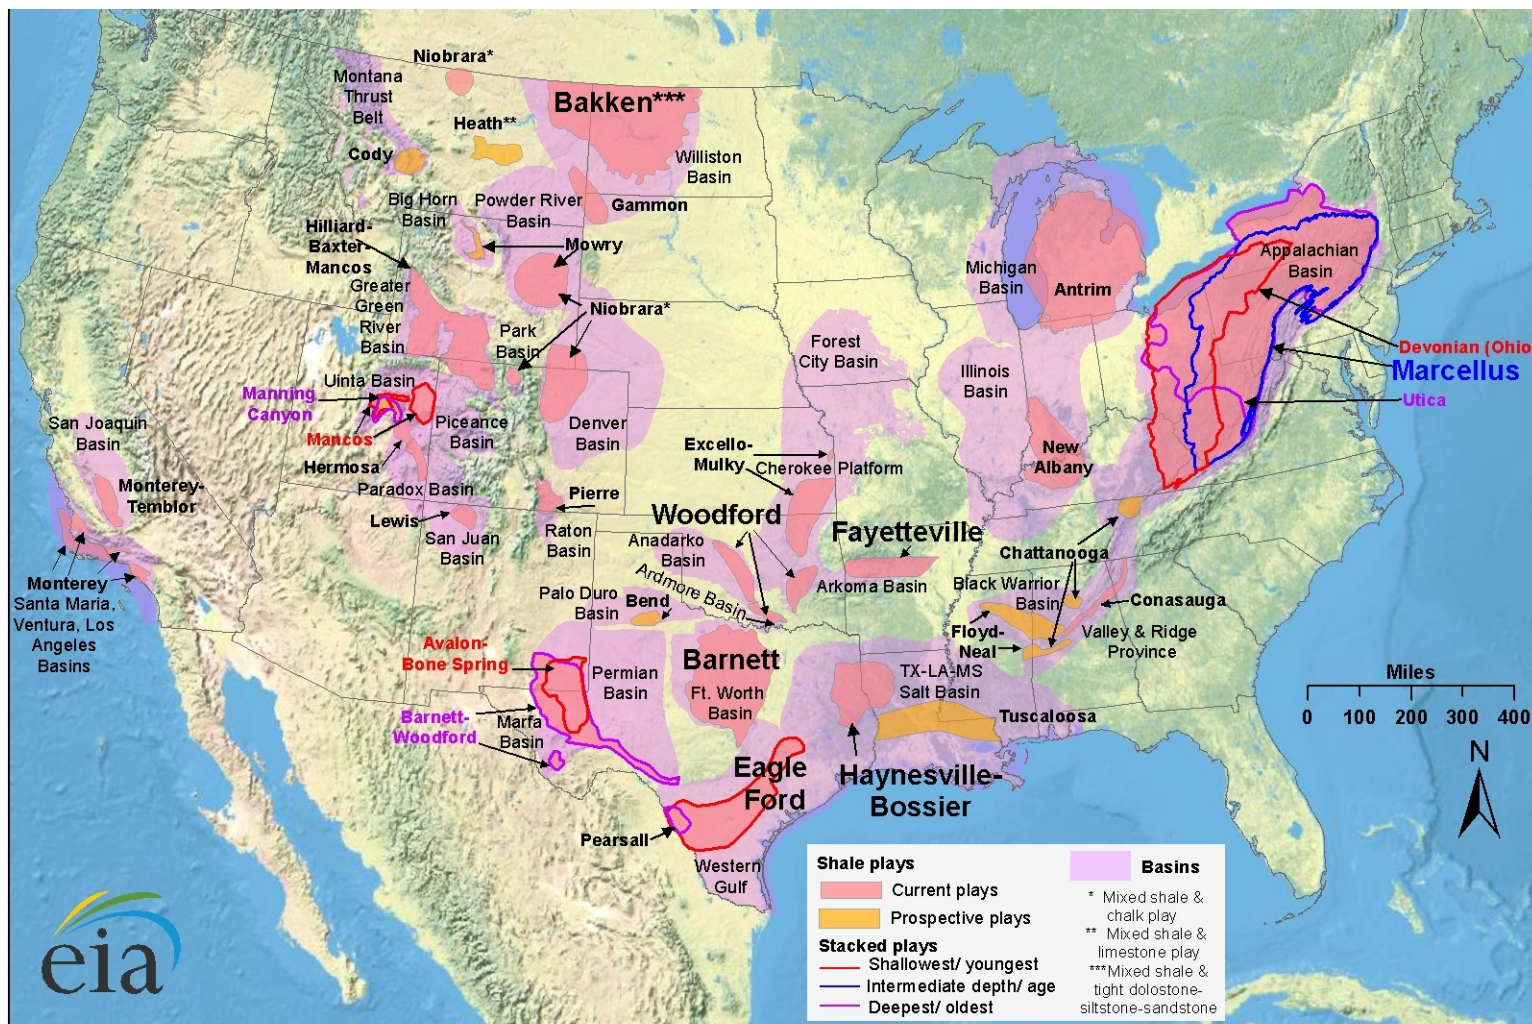 Niobrara*
Montana
Thrust
Belt
Bakken***
Heath**
Cody
Williston
Basin
Big Horn
Basin
Powder River
Basin
Gammon
Hilliard-
Baxter-
Mancos
Mowry
Greater
Green
River
Basin
Niobrara*
Park
Basin
Michigan
Basin
Antrim
Appalachian
Basin
Forest
City Basin
Illinois
Basin
Devonian (Ohio
Marcellus
Utica
Uinta Basin
Manning
Canyon
Mancos
Piceance
Basin
Denver
Basin
San Joaquin
Basin
Hermosa
Paradox Basin
Excello-
Mulky
Cherokee Platform
New
Albany
Monterey-
Temblor
Pierre
Lewis
San Juan
Basin
Raton
Basin
Woodford
Anadarko
Basin
Fayetteville
Arkoma Basin
Ardmore Basin
Chattanooga
Black Warrior
Basin
Conasauga
Monterey
Santa Maria,
Ventura, Los
Angeles
Basins
Palo Duro
Basin
Bend
Floyd-
Neal
Valley & Ridge
Province
Avalon-
Bone Spring
Permian
Basin
Barnett
Ft. Worth
Basin
TX-LA-MS
Salt Basin
Tuscaloosa
Barnett-
Woodford
Marfa
Basin
Eagle
Ford
Haynesville-
Bossier
Pearsall
Western
Gulf
Miles
0 100 200 300 400
N
Shale plays
Current plays
Prospective plays
Stacked plays
Shallowest/ youngest
Intermediate depth/ age
Deepest/ oldest
Basins
* Mixed shale &
chalk play
** Mixed shale &
limestone play
***Mixed shale &
tight dolostone-
siltstone-sandstone
eia